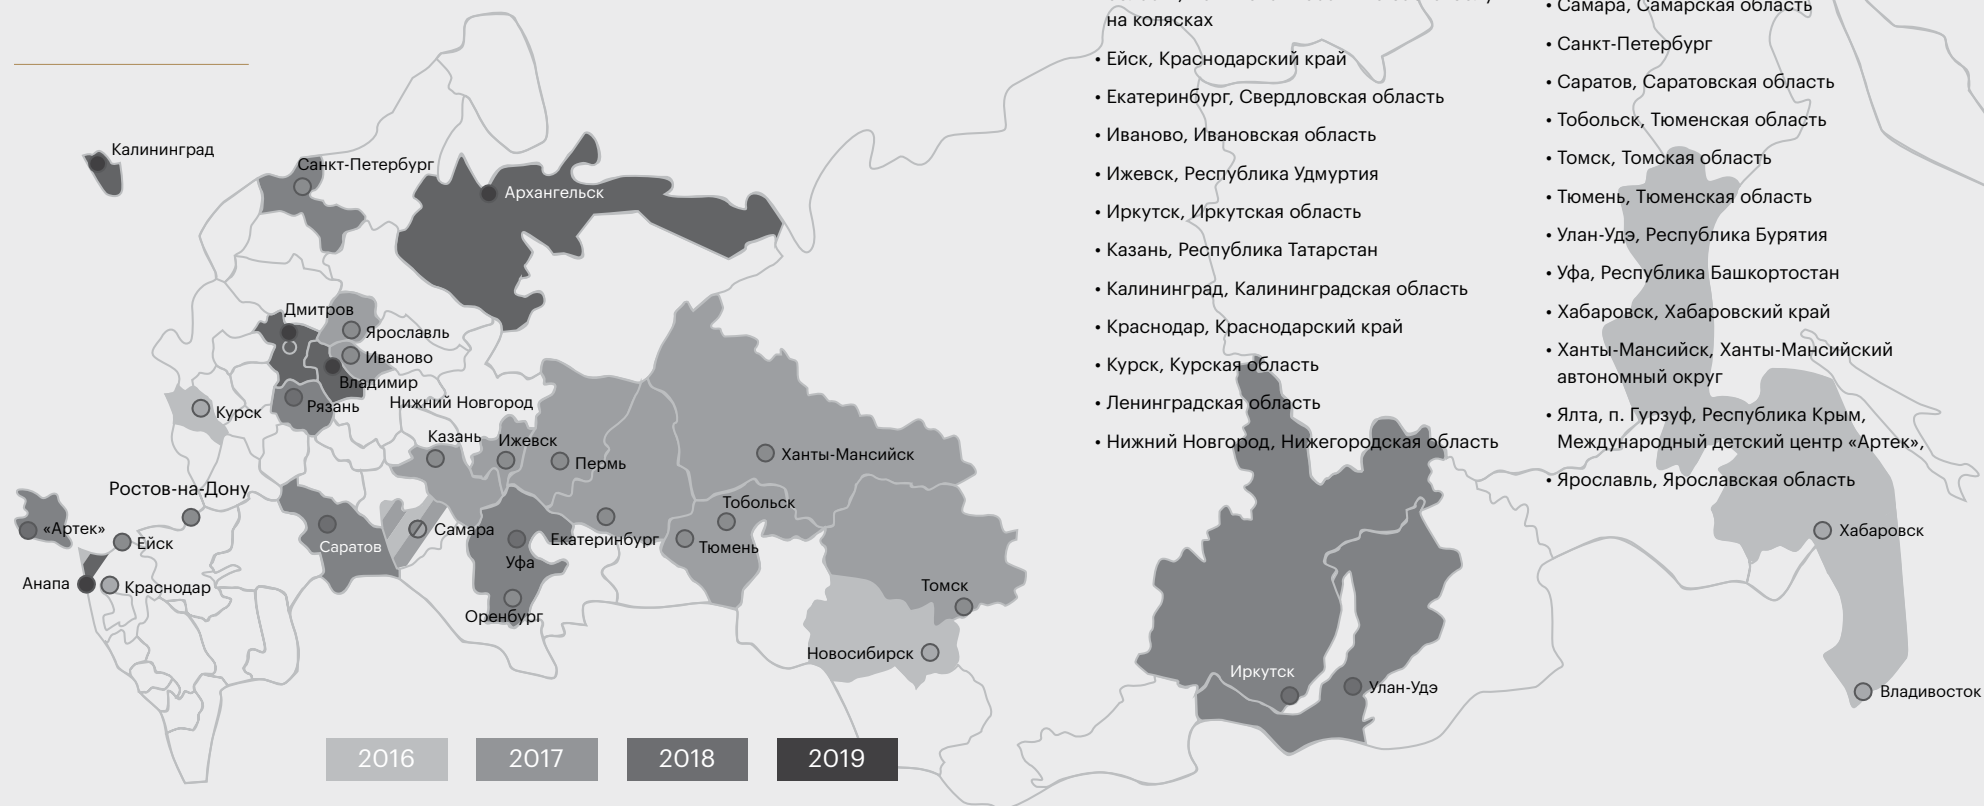 на колясках
• Ейск, Краснодарский край
• Екатеринбург, Свердловская область
• Иваново, Ивановская область
• Ижевск, Республика Удмуртия
• Иркутск, Иркутская область
• Казань, Республика Татарстан
• Калининград, Калининградская область
• Краснодар, Краснодарский край
• Курск, Курская область
• Ленинградская область
• Нижний Новгород, Нижегородская область
• Самара, Самарская область
• Санкт-Петербург
• Саратов, Саратовская область
• Тобольск, Тюменская область
• Томск, Томская область
• Тюмень, Тюменская область
• Улан-Удэ, Республика Бурятия
• Уфа, Республика Башкортостан
• Хабаровск, Хабаровский край
• Ханты-Мансийск, Ханты-Мансийский
автономный округ
• Ялта, п. Гурзуф, Республика Крым,
Международный детский центр «Артек»,
• Ярославль, Ярославская область
Калининград
Санкт-Петербург
Архангельск
Дмитров
Ярославль
Иваново
Владимир
Рязань
Нижний Новгород
Курск
Казань
Ижевск
Пермь
Ханты-Мансийск
Ростов-на-Дону
Тобольск
«Артек»
Ейск
Саратов
Самара
Екатеринбург
Тюмень
Уфа
Анапа
Краснодар
Оренбург
Томск
Новосибирск
Иркутск
Улан-Удэ
Хабаровск
Владивосток
2016
2017
2018
2019